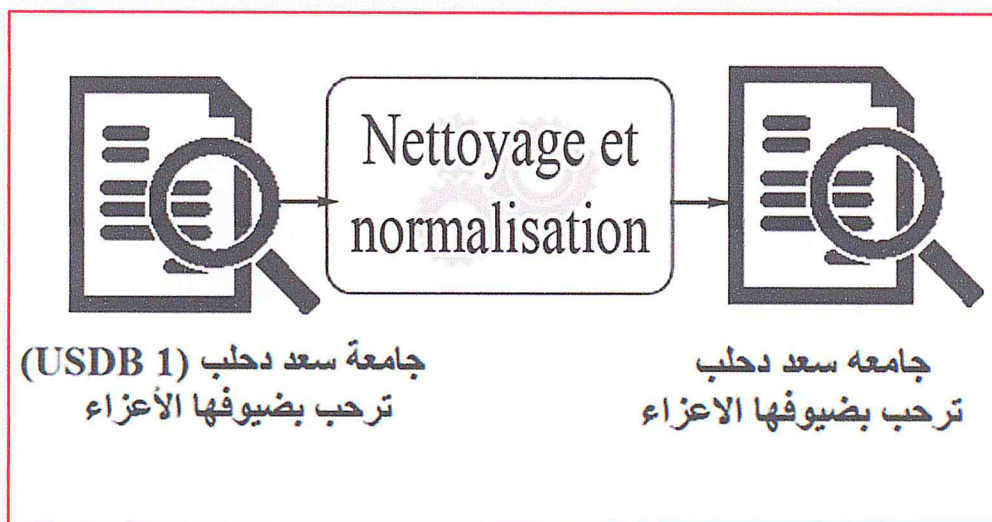 Nettoyage et
normalisation
جامعة سعد دحلب (USDB 1)
ترحب بضيوفها الأعزاء
جامعه سعد دحلب
ترحب بضيوفها الاعزاء